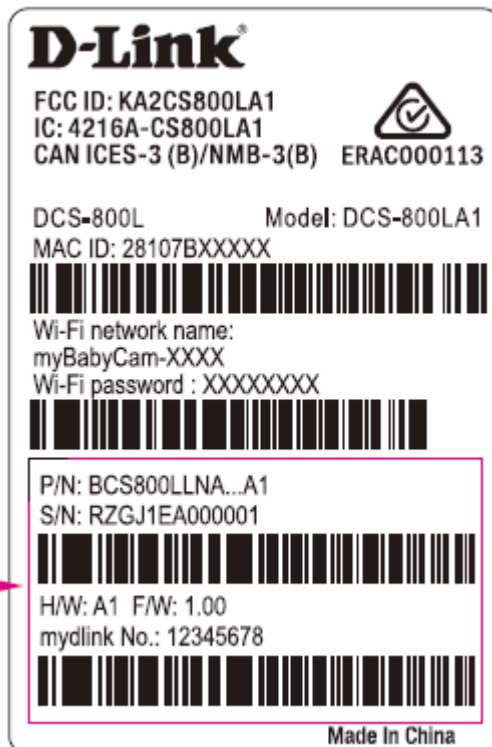 D-Link®
FCC ID: KA2CS800LA1
IC: 4216A-CS800LA1
CAN ICES-3 (B)/NMB-3(B) ERAC000113
DCS-800L Model: DCS-800LA1
MAC ID: 28107BXXXXX
Wi-Fi network name:
myBabyCam-XXXX
Wi-Fi password : XXXXXXXX
P/N: BCS800LLNA...A1
S/N: RZGJ1EA000001
H/W: A1 F/W: 1.00
mydlink No.: 12345678
Made In China